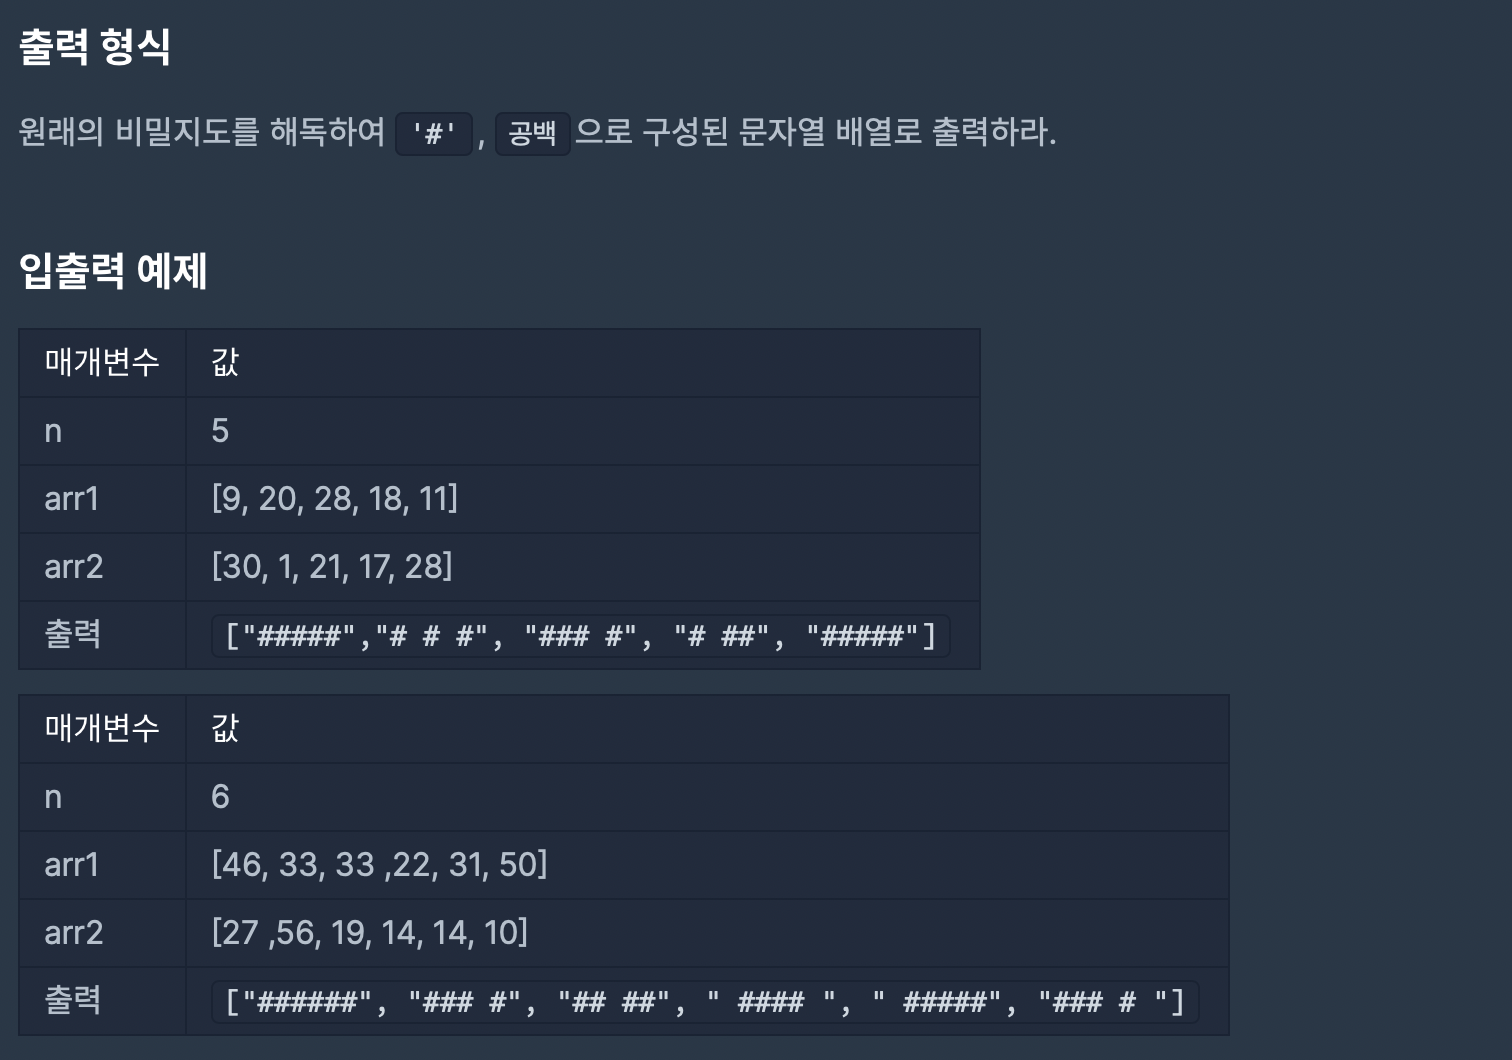 출력 형식
원래의 비밀지도를 해독하여 '#', 공백 으로 구성된 문자열 배열로 출력하라.
입출력 예제
매개변수 값
n 5
arr1 [9, 20, 28, 18, 11]
arr2 [30, 1, 21, 17, 28]
출력 ["#####","# # #", "### #", "# ##", "#####"]
매개변수 값
n 6
arr1 [46, 33, 33 ,22, 31, 50]
arr2 [27 ,56, 19, 14, 14, 10]
출력 ["######", "### #", "## ##", " #### ", " #####", "### # "]